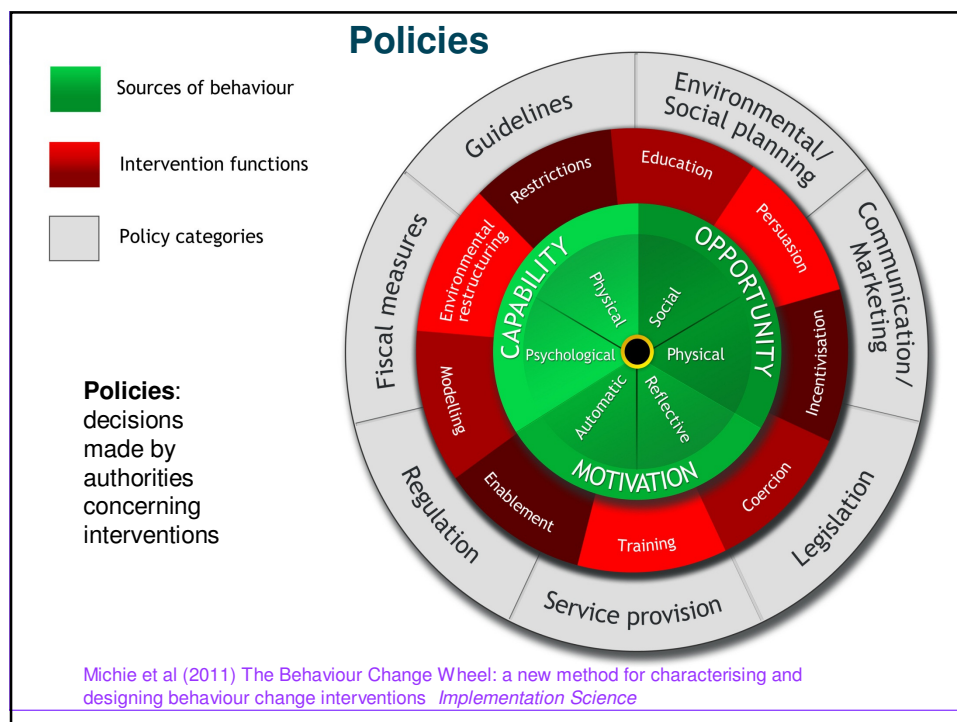 Policies
Sources of behaviour
Intervention functions
Policy categories
Policies:
decisions
made by
authorities
concerning
interventions
Guidelines
Environmental/
Social planning
Communication/
Marketing
Legislation
Service provision
Regulation
Fiscal measures
Restrictions
Education
Persuasion
Incentivisation
Coercion
Training
Enablement
Modelling
Environmental
restructuring
CAPABILITY
OPPORTUNITY
MOTIVATION
Physical
Social
Psychological
Physical
Automatic
Reflective
Michie et al (2011) The Behaviour Change Wheel: a new method for characterising and
designing behaviour change interventions Implementation Science